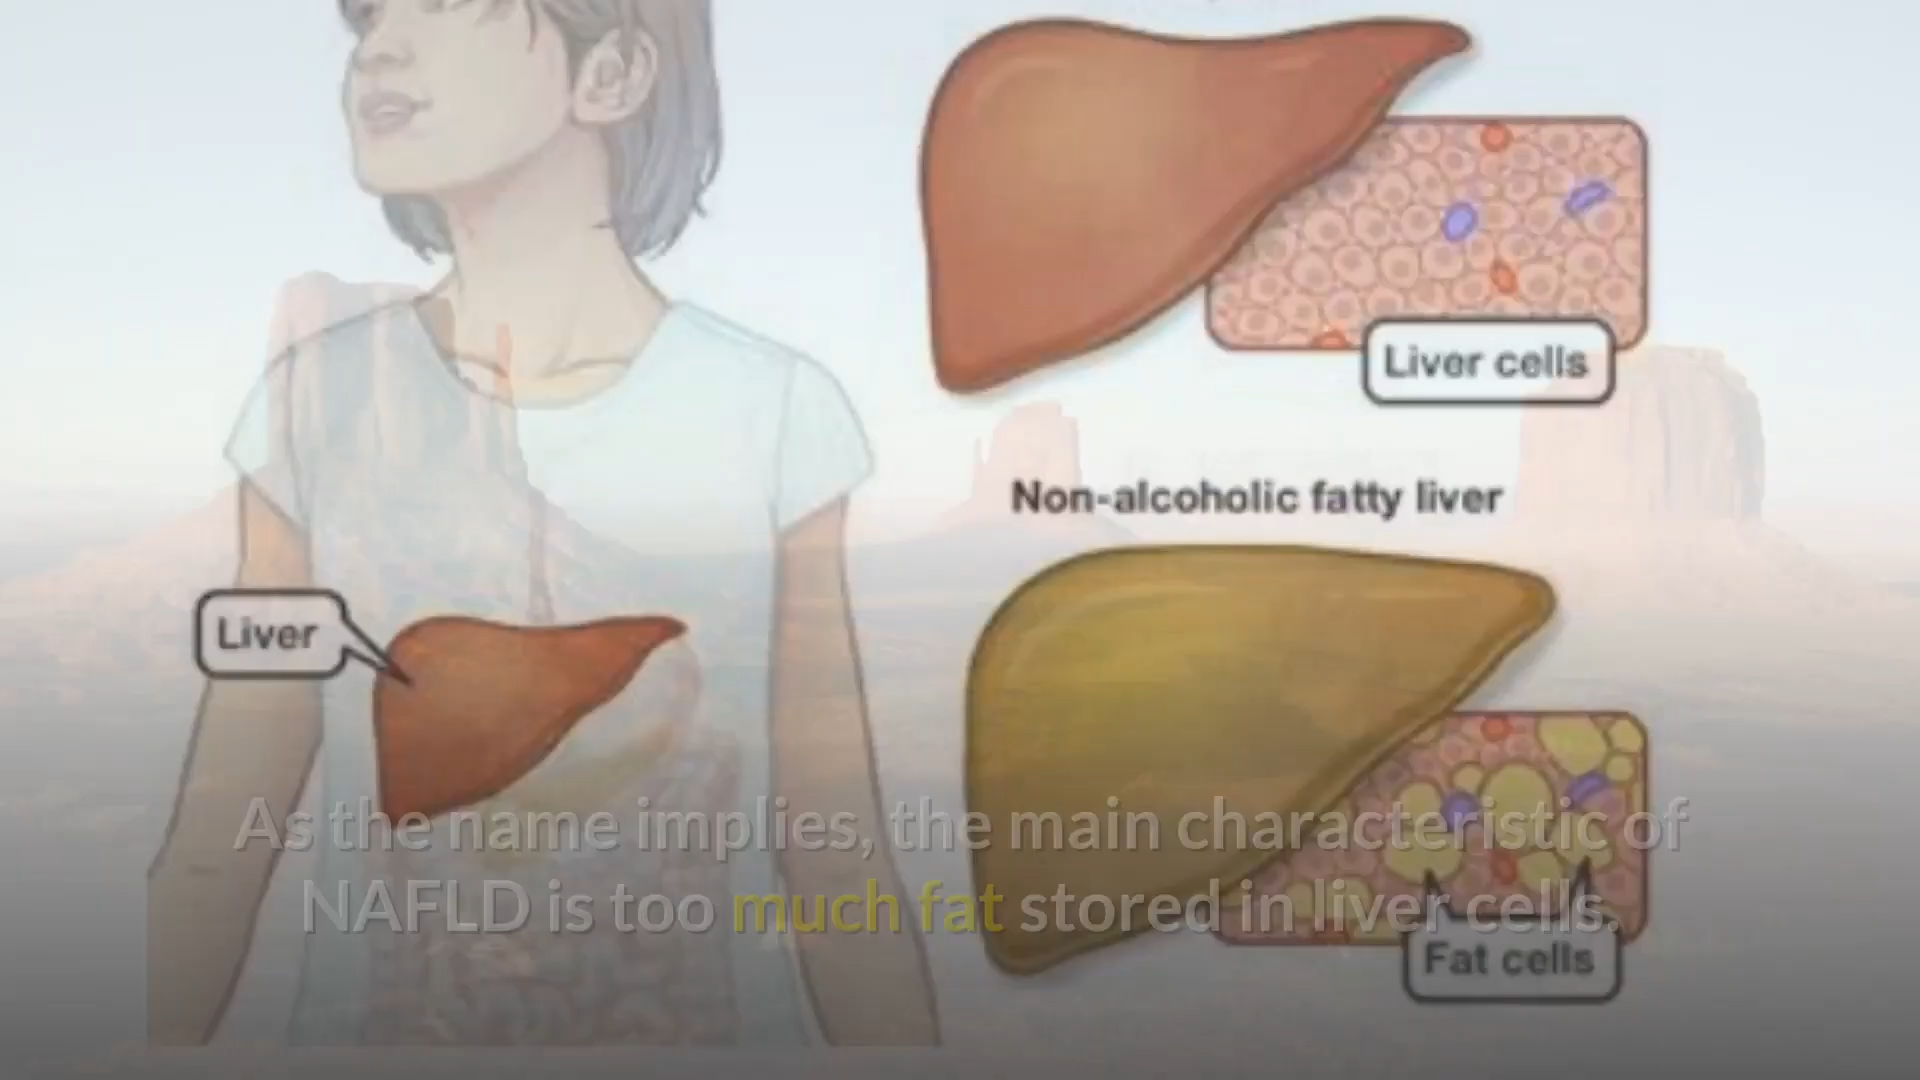 Liver cells
Non-alcoholic fatty liver
Liver
As the name implies, the main characteristic of
NAFLD is too much fat stored in liver cells.
Fat cells